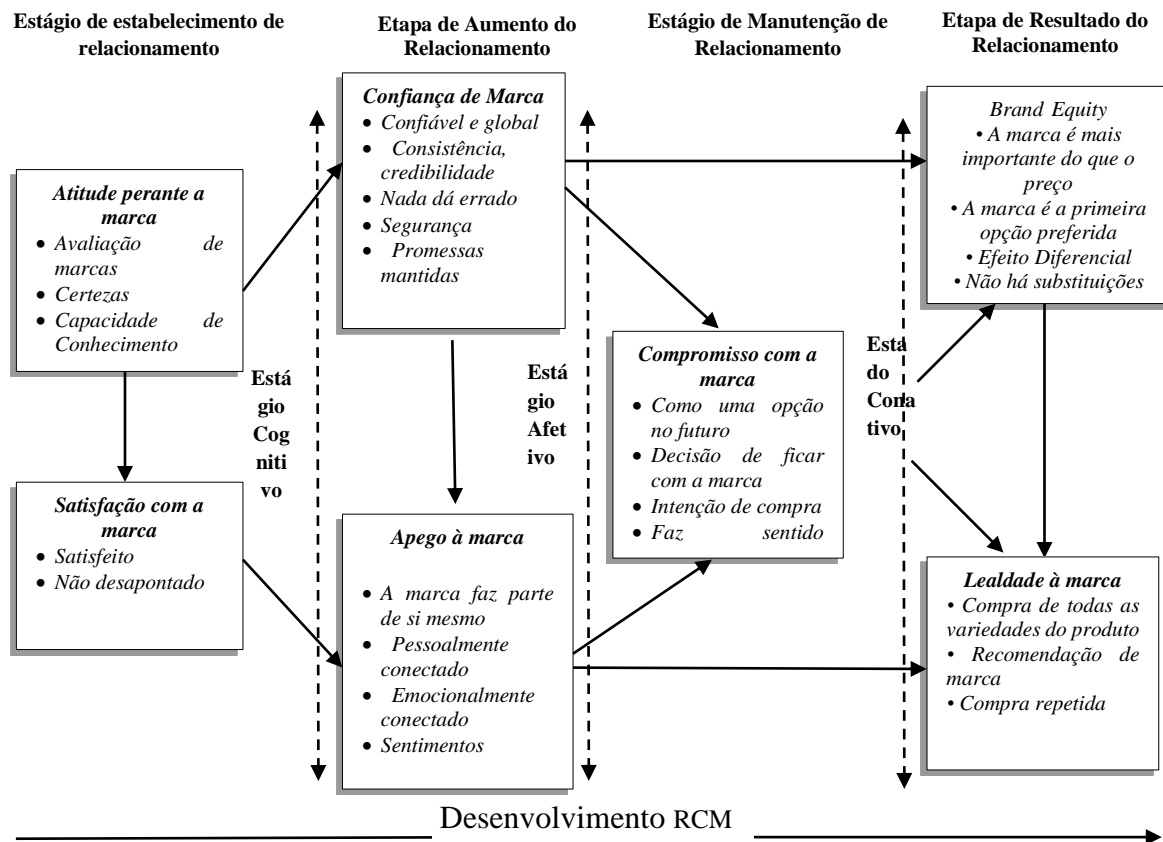 Estágio de estabelecimento de
relacionamento
Etapa de Aumento do
Relacionamento
Estágio de Manutenção de
Relacionamento
Etapa de Resultado do
Relacionamento
Atitude perante a
marca
• Avaliação de
marcas
• Certezas
• Capacidade de
Conhecimento
Satisfação com a
marca
• Satisfeito
• Não desapontado
Está
gio
Cog
niti
vo
Confiança de Marca
• Confiável e global
• Consistência,
credibilidade
• Nada dá errado
• Segurança
• Promessas
mantidas
Apego à marca
• A marca faz parte
de si mesmo
• Pessoalmente
conectado
• Emocionalmente
conectado
• Sentimentos
Está
gio
Afet
ivo
Compromisso com a
marca
• Como uma opção
no futuro
• Decisão de ficar
com a marca
• Intenção de compra
• Faz sentido
Esta
do
Cona
tivo
Brand Equity
• A marca é mais
importante do que o
preço
• A marca é a primeira
opção preferida
• Efeito Diferencial
• Não há substituições
Lealdade à marca
• Compra de todas as
variedades do produto
• Recomendação de
marca
• Compra repetida
Desenvolvimento RCM